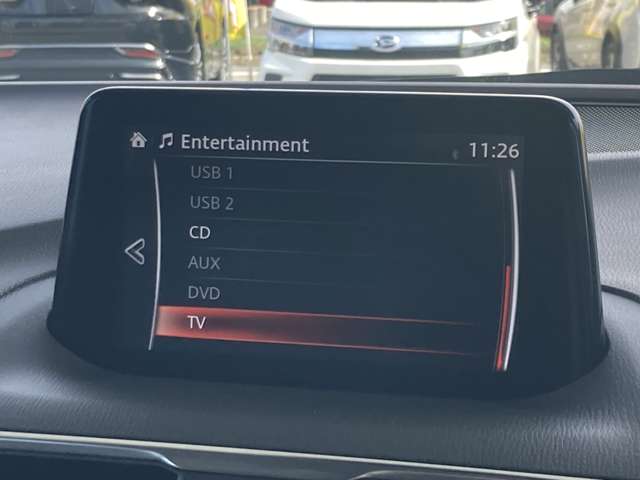 Entertainment 11:26
USB 1
USB 2
CD
AUX
DVD
TV